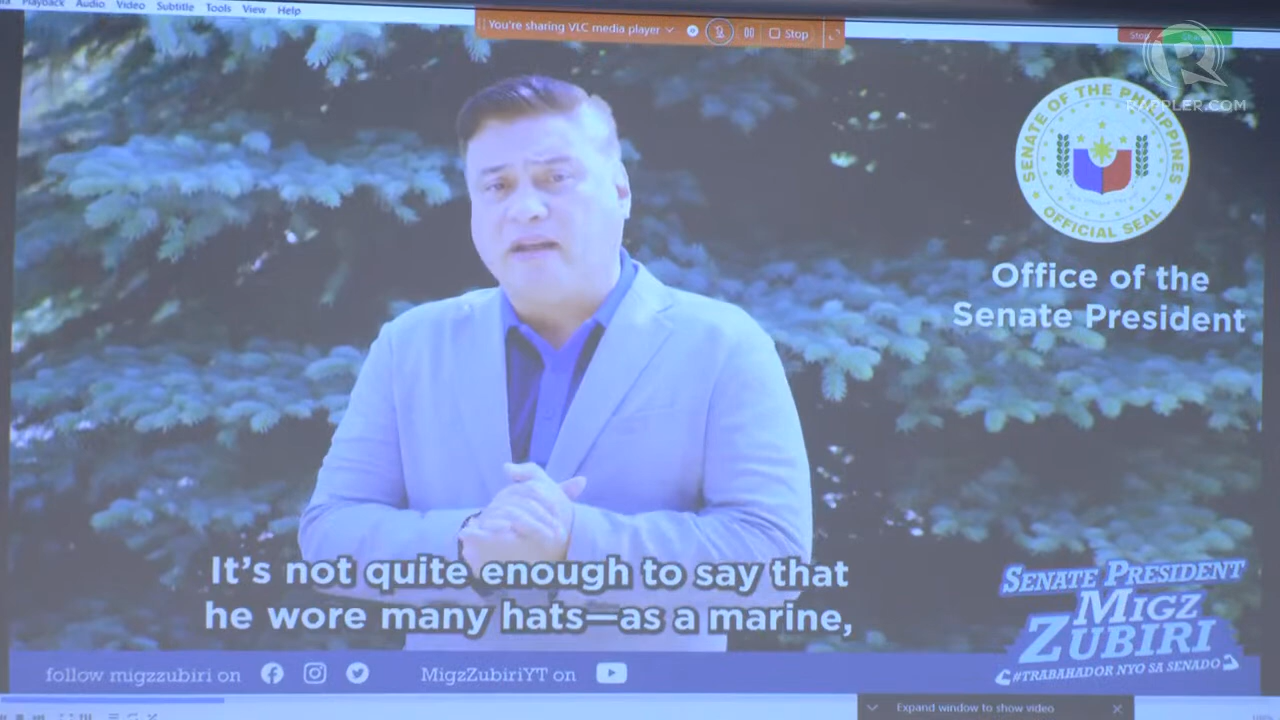 Playback Audio Video Subtitle Tools View Help
You're sharing VLC media player
Stop
RAPPLER.COM
SENATE OF THE PHILIPPINES
OFFICIAL SEAL
Office of the
Senate President
It's not quite enough to say that
he wore many hats—as a marine,
SENATE PRESIDENT
MIGZ
ZUBIRI
#TRABAHADOR NYO SA SENADO
follow migzzubiri on
MigzZubiriYT on
Expand window to show video